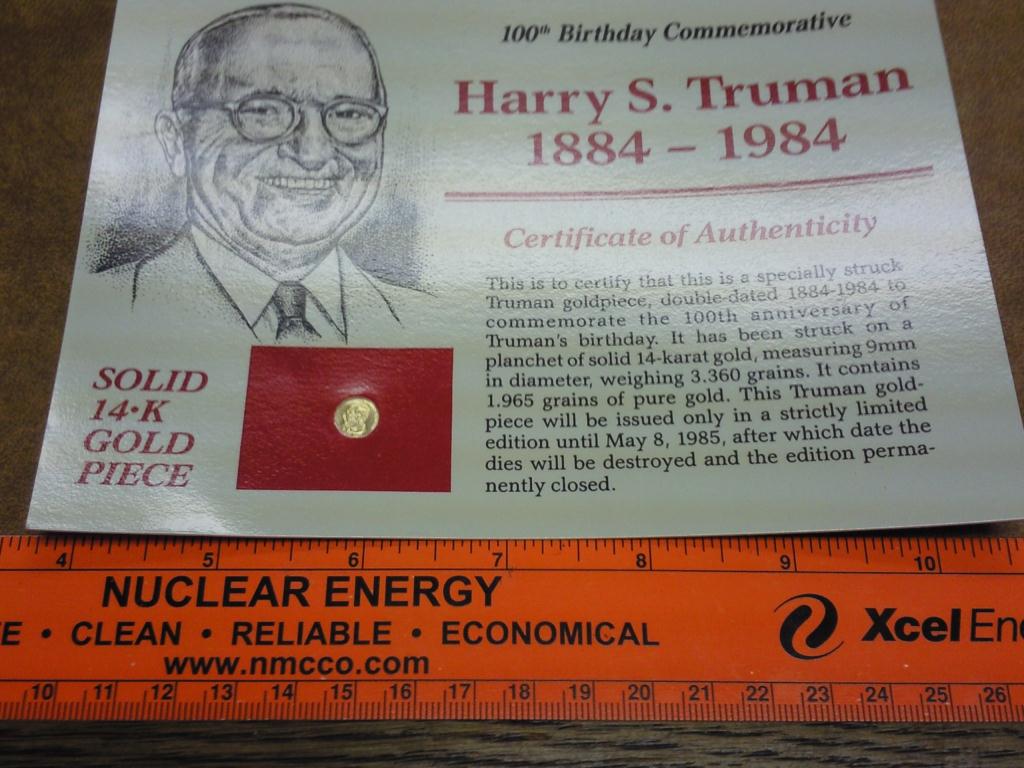 100th Birthday Commemorative
Harry S. Truman
1884 – 1984
Certificate of Authenticity
This is to certify that this is a specially struck
Truman goldpiece, double-dated 1884-1984 to
commemorate the 100th anniversary of
Truman's birthday. It has been struck on a
planchet of solid 14-karat gold, measuring 9mm
in diameter, weighing 3.360 grains. It contains
1.965 grains of pure gold. This Truman gold-
piece will be issued only in a strictly limited
edition until May 8, 1985, after which date the
dies will be destroyed and the edition perma-
nently closed.
SOLID
14•K
GOLD
PIECE
4 5 6 7 8 9 10
NUCLEAR ENERGY
E • CLEAN • RELIABLE • ECONOMICAL
www.nmcco.com
Xcel En
10 11 12 13 14 15 16 17 18 19 20 21 22 23 24 25 26